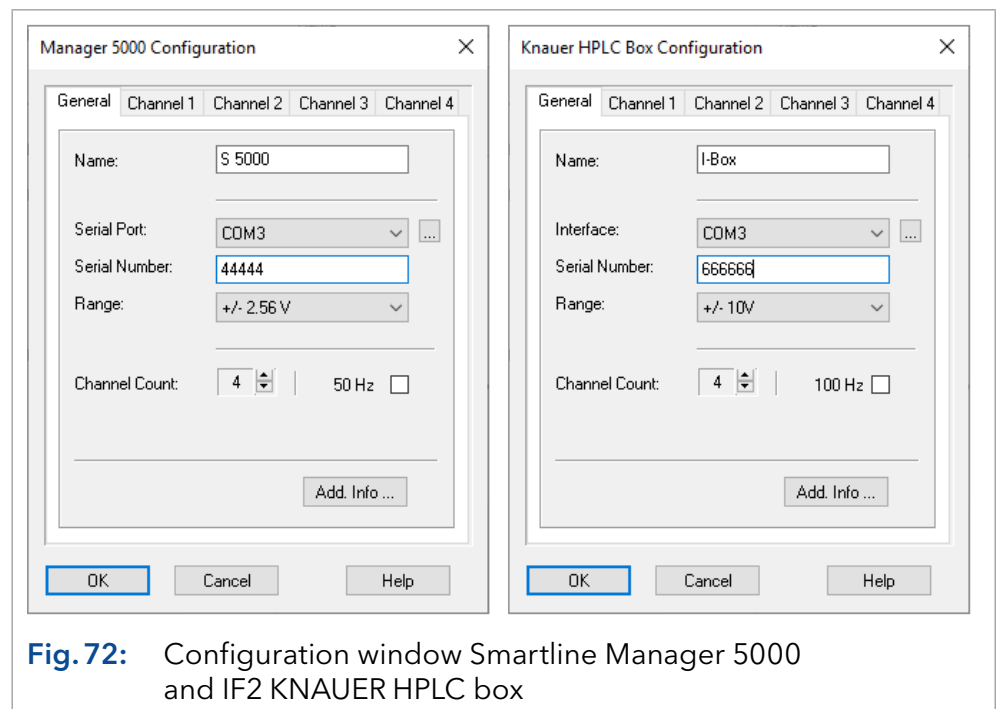 Manager 5000 Configuration
General Channel 1 Channel 2 Channel 3 Channel 4
Name: S 5000
Serial Port: COM3 ...
Serial Number: 44444
Range: +/- 2.56 V
Channel Count: 4 50 Hz
Add. Info ...
OK Cancel Help
Knauer HPLC Box Configuration
General Channel 1 Channel 2 Channel 3 Channel 4
Name: I-Box
Interface: COM3 ...
Serial Number: 666666
Range: +/- 10V
Channel Count: 4 100 Hz
Add. Info ...
OK Cancel Help
Fig. 72: Configuration window Smartline Manager 5000
and IF2 KNAUER HPLC box